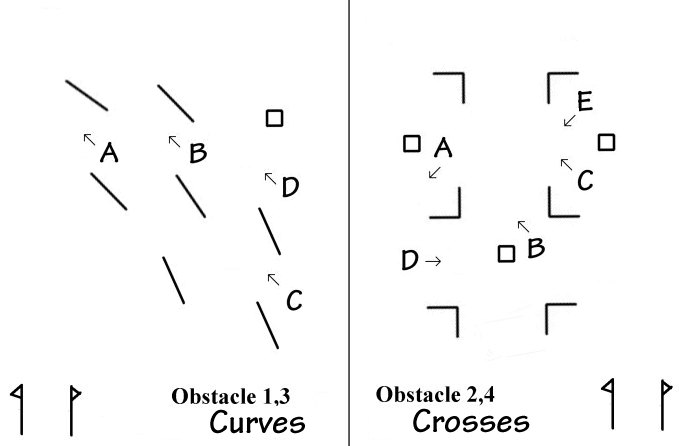 A
B
D
C
Obstacle 1,3
Curves
E
A
C
B
D
Obstacle 2,4
Crosses